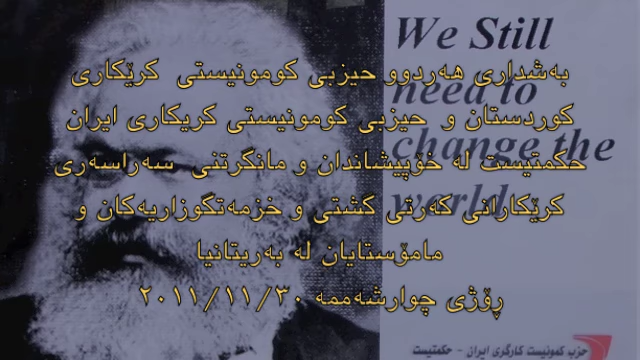 We Still
need to
change the
world
بەشداری هەردوو حیزبی کومونیستی کرێکاری
کوردستان و حیزبی کومونیستی کریکاری ایران
حکمتیست لە خۆپیشاندان و مانگرتنی سەراسەری
کرێکارانی کەرتی گشتی و خزمەتگوزاریەکان و
مامۆستایان لە بەریتانیا
ڕۆژی چوارشەممە ٢٠١١/١١/٣٠
حزب کمونیست کارگری ایران - حکمتیست